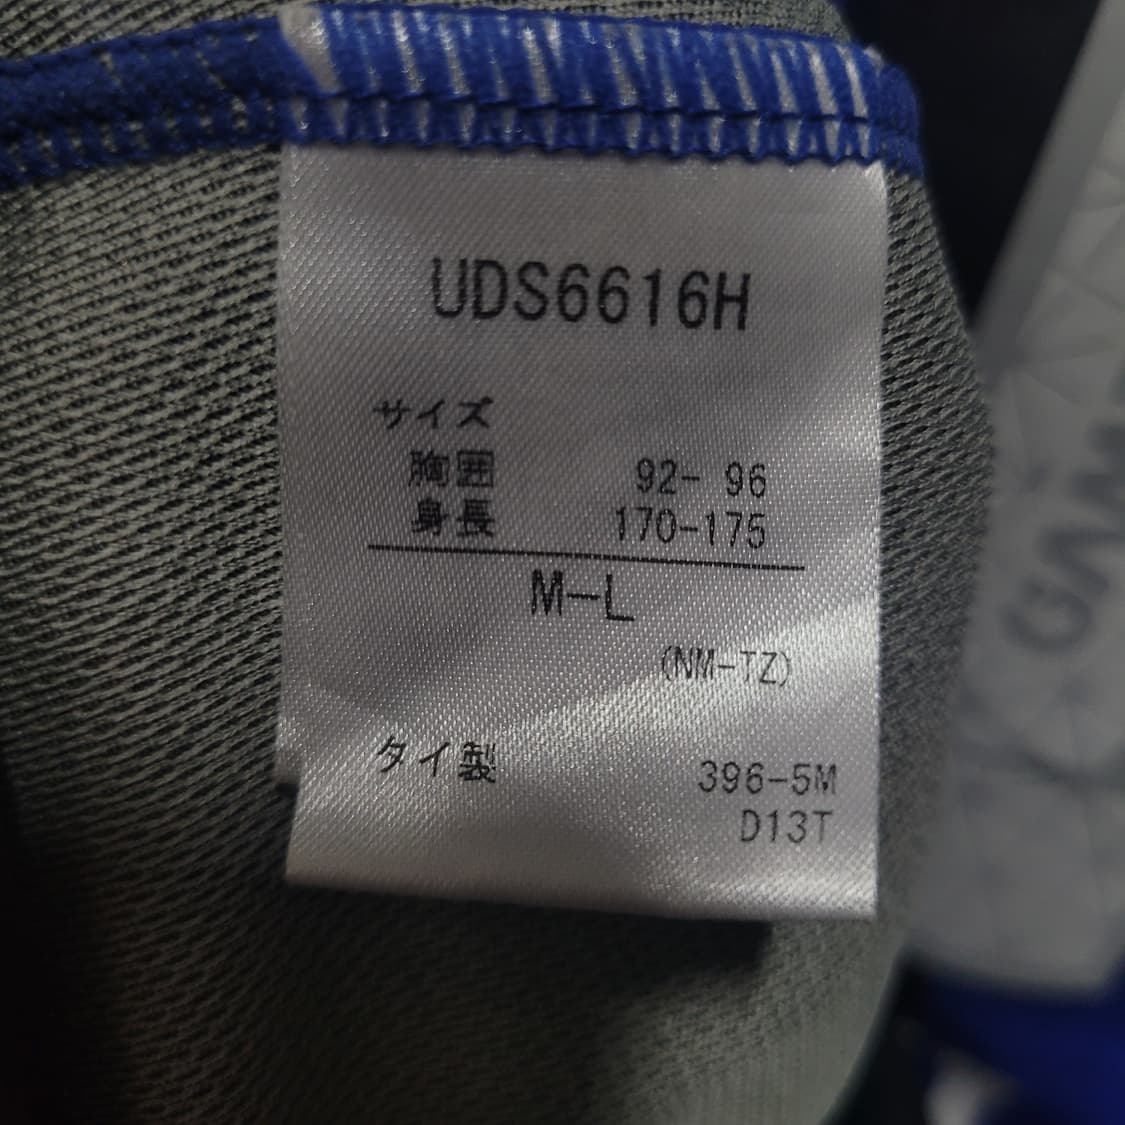 UDS6616H
サイズ
胸囲 92- 96
身長 170-175
M-L
(NM-TZ)
タイ製 396-5M
D13T